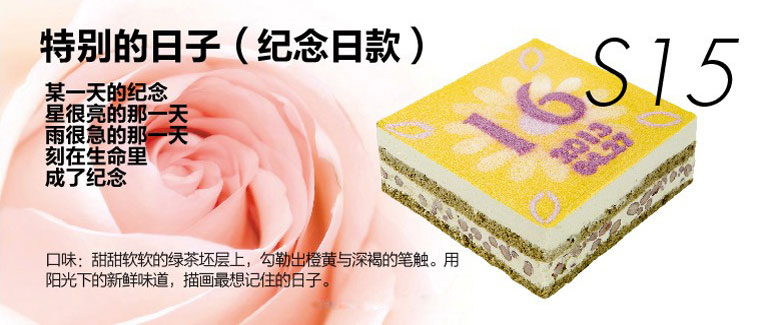 特别的日子（纪念日款）
S15
某一天的纪念
星很亮的那一天
雨很急的那一天
刻在生命里
成了纪念
16
2013
口味：甜甜软软的绿茶坯层上，勾勒出橙黄与深褐的笔触。用
阳光下的新鲜味道，描画最想记住的日子。